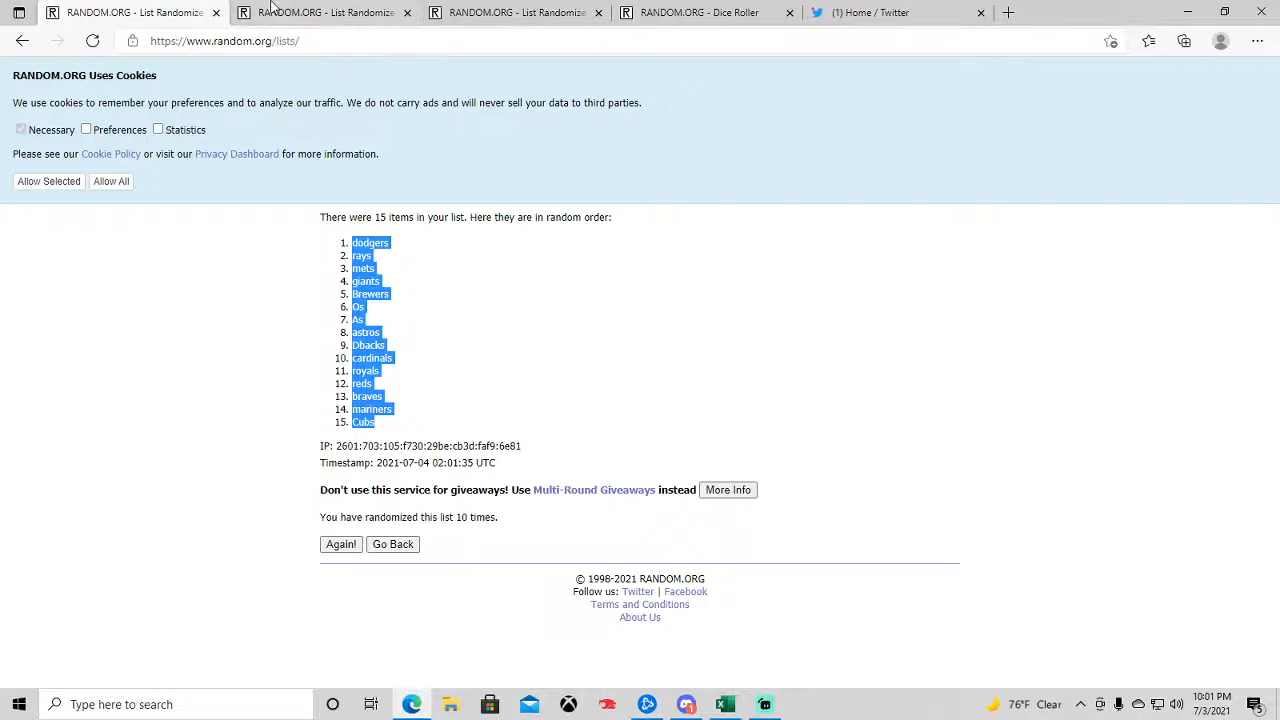 RANDOM.ORG - List Randomize
RANDOM.ORG - List Randomize
RANDOM.ORG - List Randomize
RANDOM.ORG - Dice Roller
(1) Home / Twitter
https://www.random.org/lists/
RANDOM.ORG Uses Cookies
We use cookies to remember your preferences and to analyze our traffic. We do not carry ads and will never sell your data to third parties.
Necessary Preferences Statistics
Please see our Cookie Policy or visit our Privacy Dashboard for more information.
Allow Selected Allow All
There were 15 items in your list. Here they are in random order:
1. dodgers
2. rays
3. mets
4. giants
5. Brewers
6. Os
7. As
8. astros
9. Dbacks
10. cardinals
11. royals
12. reds
13. braves
14. mariners
15. Cubs
IP: 2601:703:105:f730:29be:cb3d:faf9:6e81
Timestamp: 2021-07-04 02:01:35 UTC
Don't use this service for giveaways! Use Multi-Round Giveaways instead More Info
You have randomized this list 10 times.
Again! Go Back
© 1998-2021 RANDOM.ORG
Follow us: Twitter | Facebook
Terms and Conditions
About Us
Type here to search
76°F Clear
10:01 PM
7/3/2021